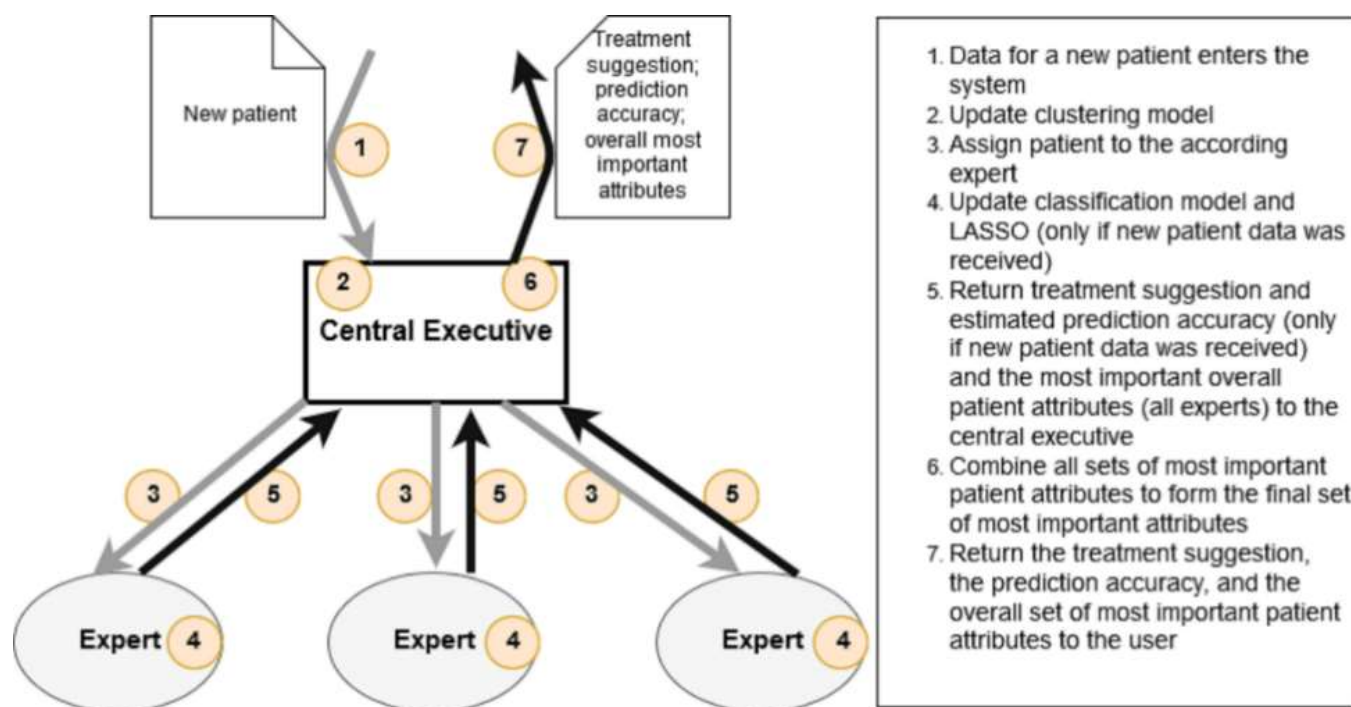 New patient
Treatment
suggestion;
prediction
accuracy;
overall most
important
attributes
1
7
2
6
Central Executive
3
5
3
5
3
5
Expert
4
Expert
4
Expert
4
1. Data for a new patient enters the
system
2. Update clustering model
3. Assign patient to the according
expert
4. Update classification model and
LASSO (only if new patient data was
received)
5. Return treatment suggestion and
estimated prediction accuracy (only
if new patient data was received)
and the most important overall
patient attributes (all experts) to the
central executive
6. Combine all sets of most important
patient attributes to form the final set
of most important attributes
7. Return the treatment suggestion,
the prediction accuracy, and the
overall set of most important patient
attributes to the user